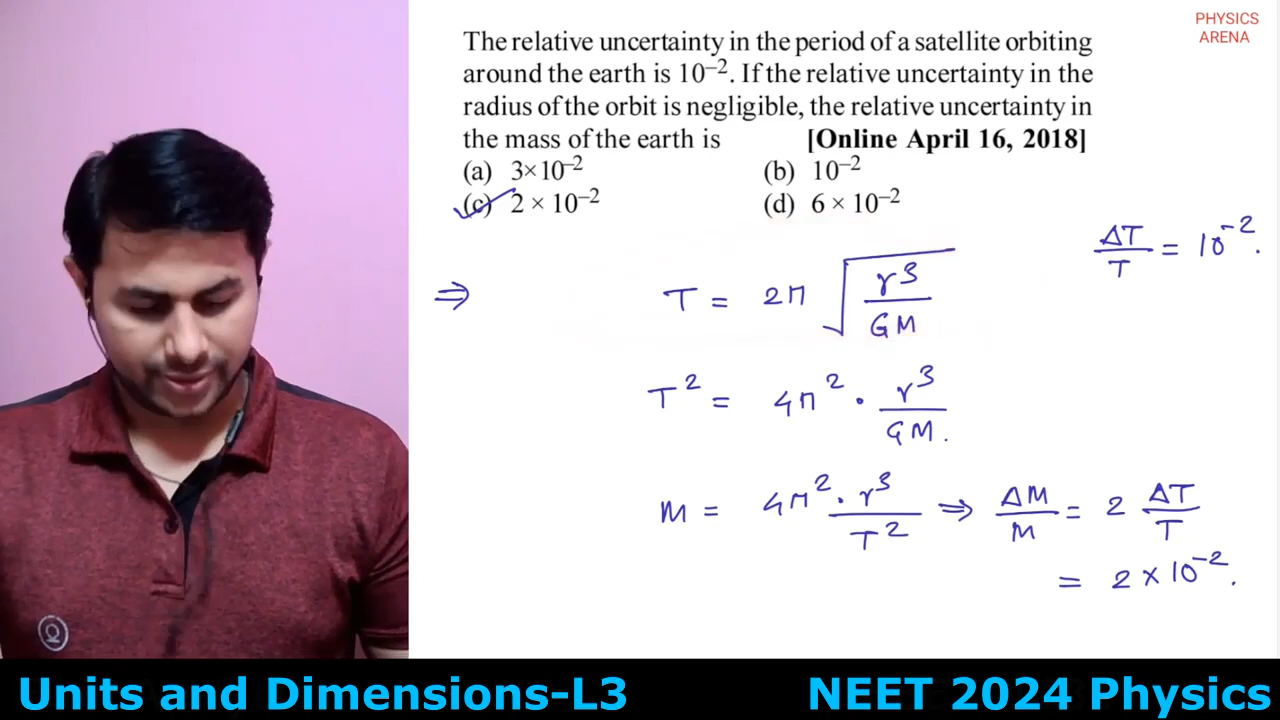 PHYSICS
ARENA
The relative uncertainty in the period of a satellite orbiting
around the earth is 10⁻². If the relative uncertainty in the
radius of the orbit is negligible, the relative uncertainty in
the mass of the earth is [Online April 16, 2018]
(a) 3×10⁻² (b) 10⁻²
(c) 2 × 10⁻² (d) 6 × 10⁻²
ΔT/T = 10⁻².
⇒ T = 2π √(r³/GM)
T² = 4π² · r³/GM.
M = 4π² · r³/T² ⇒ ΔM/M = 2 ΔT/T
= 2 × 10⁻².
Units and Dimensions-L3 NEET 2024 Physics